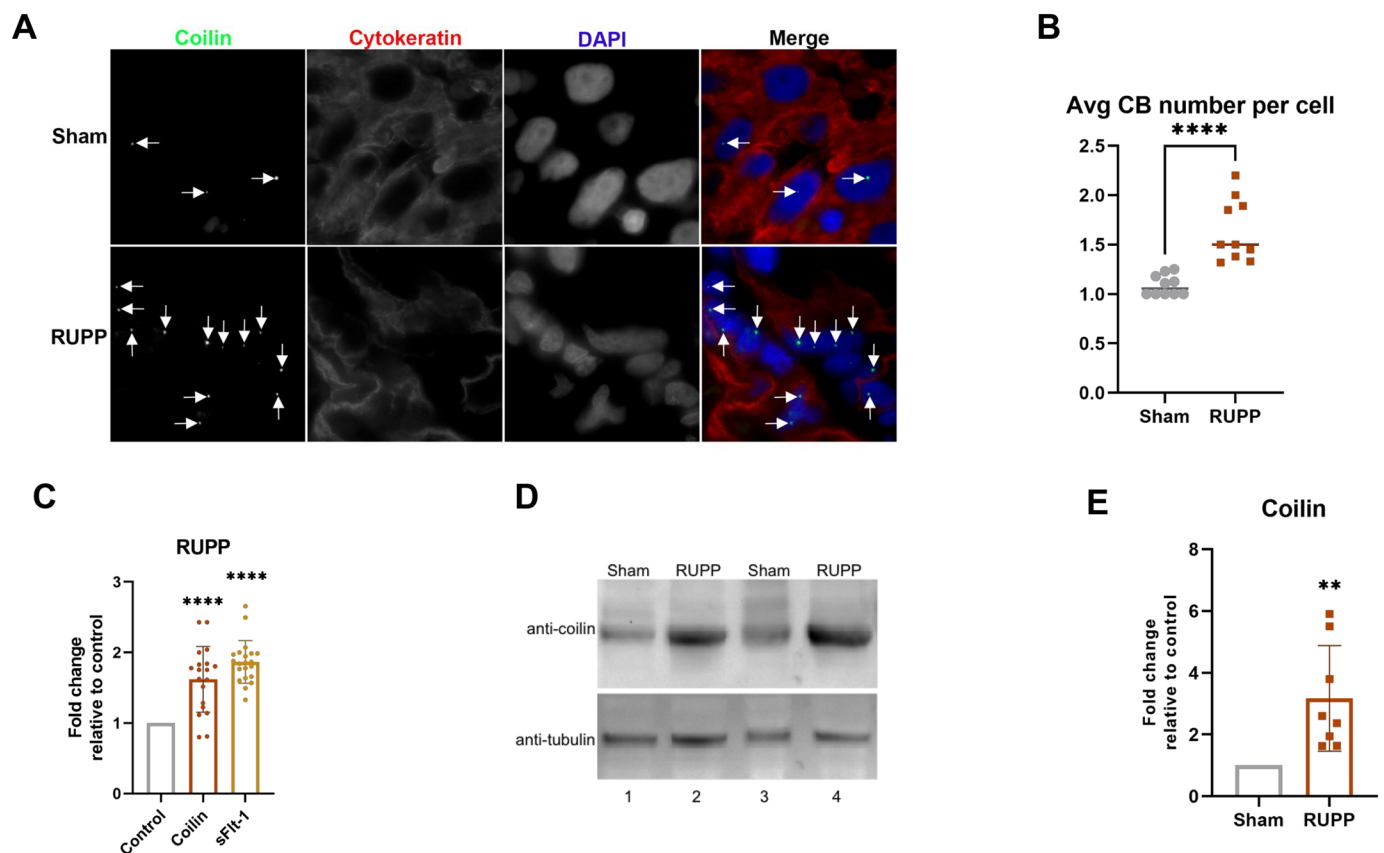 A
Coilin
Cytokeratin
DAPI
Merge
Sham
RUPP
B
Avg CB number per cell
****
2.5
2.0
1.5
1.0
0.5
0.0
Sham
RUPP
C
RUPP
Fold change
relative to control
3
2
1
0
****
****
Control
Coilin
sFlt-1
D
Sham RUPP Sham RUPP
anti-coilin
anti-tubulin
1 2 3 4
E
Coilin
Fold change
relative to control
8
6
4
2
0
**
Sham
RUPP